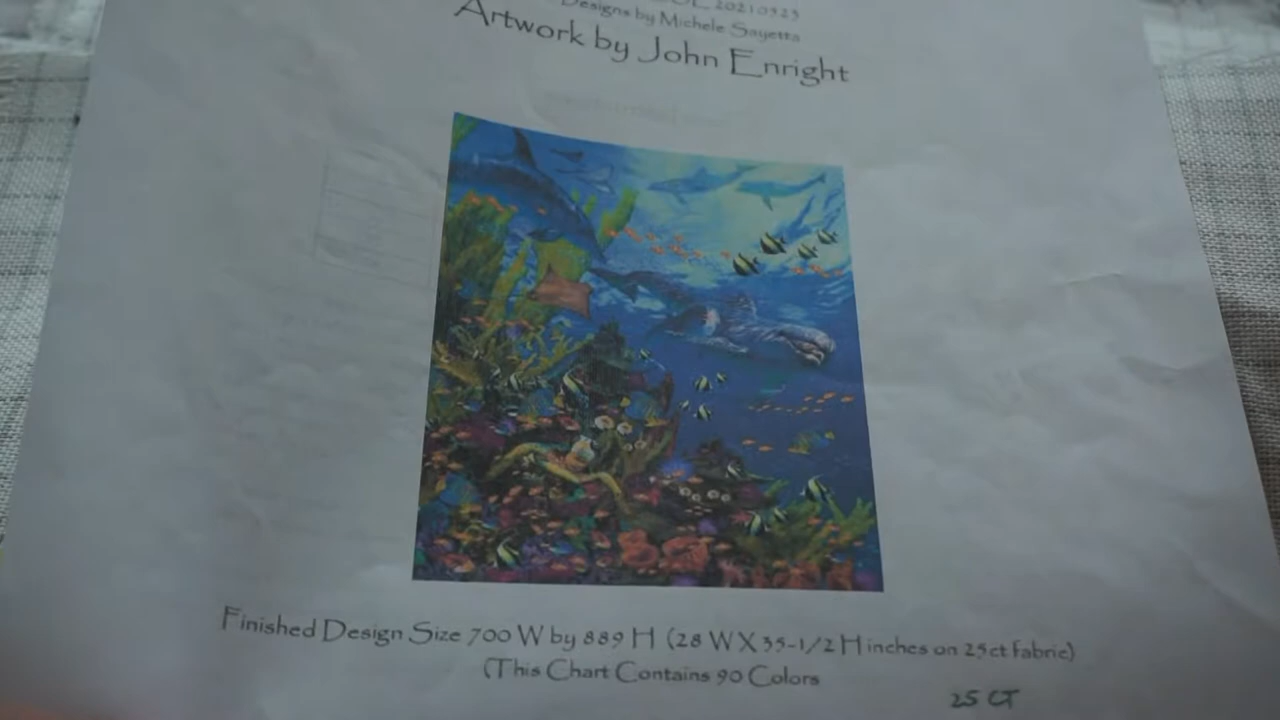 20210323
Designs by Michele Sayetta
Artwork by John Enright
Finished Design Size 700 W by 889 H (28 W X 35-1/2 H inches on 25ct fabric)
(This Chart Contains 90 Colors
25 CT